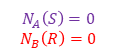 N_A(S) = 0
N_B(R) = 0